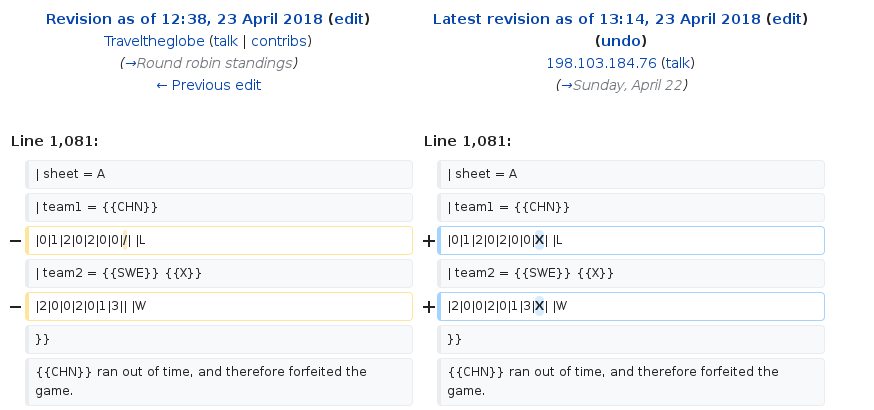 Revision as of 12:38, 23 April 2018 (edit)
Traveltheglobe (talk | contribs)
(→Round robin standings)
← Previous edit
Latest revision as of 13:14, 23 April 2018 (edit)
(undo)
198.103.184.76 (talk)
(→Sunday, April 22)
Line 1,081:
Line 1,081:
| sheet = A
| sheet = A
| team1 = {{CHN}}
| team1 = {{CHN}}
− |0|1|2|0|2|0|0|/| |L
+ |0|1|2|0|2|0|0|X| |L
| team2 = {{SWE}} {{X}}
| team2 = {{SWE}} {{X}}
− |2|0|0|2|0|1|3|| |W
+ |2|0|0|2|0|1|3|X| |W
}}
}}
{{CHN}} ran out of time, and therefore forfeited the
game.
{{CHN}} ran out of time, and therefore forfeited the
game.